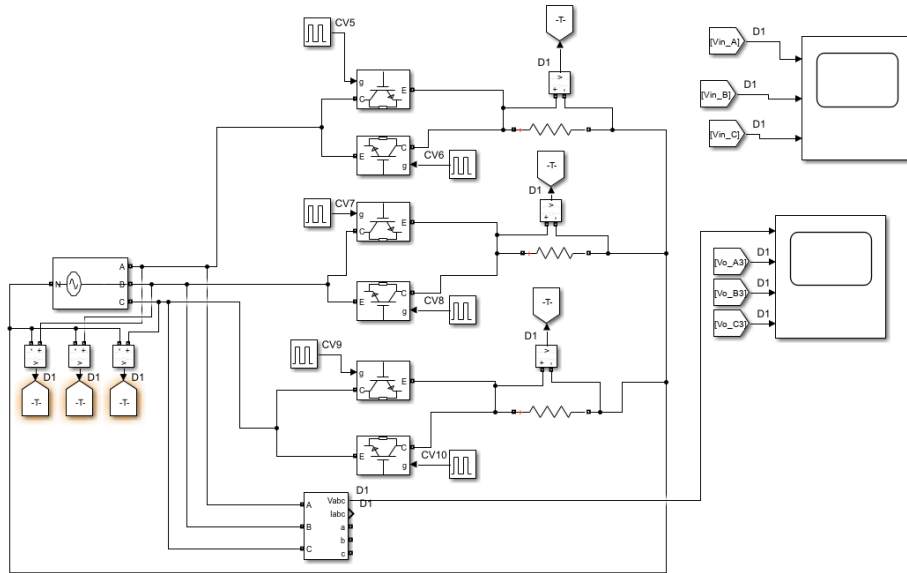 CV5
-T-
D1
[Vin_A]
D1
g
C
E
>
+ -
[Vin_B]
D1
[Vin_C]
D1
E
C
g
CV6
-T-
D1
>
+ -
CV7
g
C
E
D1
[Vo_A3]
D1
[Vo_B3]
D1
[Vo_C3]
N
A
B
C
E
C
g
CV8
-T-
D1
>
+ -
- +
>
- +
>
- +
>
D1
D1
D1
-T-
-T-
-T-
CV9
g
C
E
E
C
g
CV10
D1
D1
A
B
C
Vabc
Iabc
a
b
c